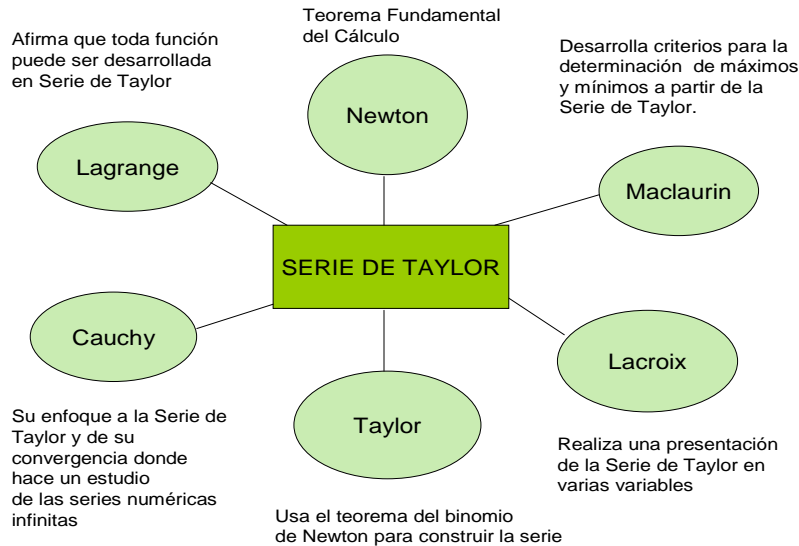 Teorema Fundamental
del Cálculo
Afirma que toda función
puede ser desarrollada
en Serie de Taylor
Desarrolla criterios para la
determinación de máximos
y mínimos a partir de la
Serie de Taylor.
Newton
Lagrange
Maclaurin
SERIE DE TAYLOR
Cauchy
Lacroix
Taylor
Su enfoque a la Serie de
Taylor y de su
convergencia donde
hace un estudio
de las series numéricas
infinitas
Realiza una presentación
de la Serie de Taylor en
varias variables
Usa el teorema del binomio
de Newton para construir la serie